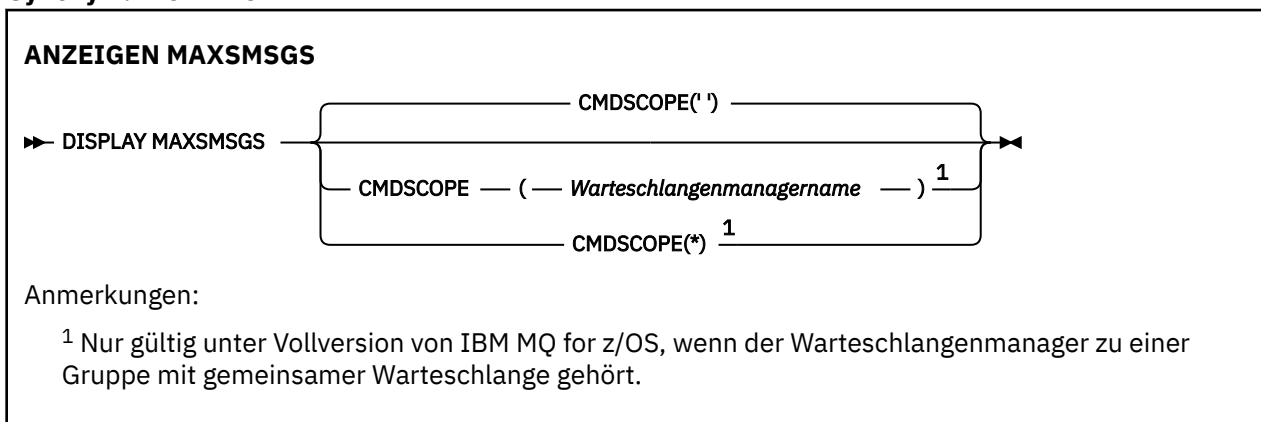 ANZEIGEN MAXSMSGS
CMDSCOPE(' ')
DISPLAY MAXSMSGS
CMDSCOPE ( Warteschlangenmanagername ) 1
CMDSCOPE(*) 1
Anmerkungen:
1 Nur gültig unter Vollversion von IBM MQ for z/OS, wenn der Warteschlangenmanager zu einer
Gruppe mit gemeinsamer Warteschlange gehört.